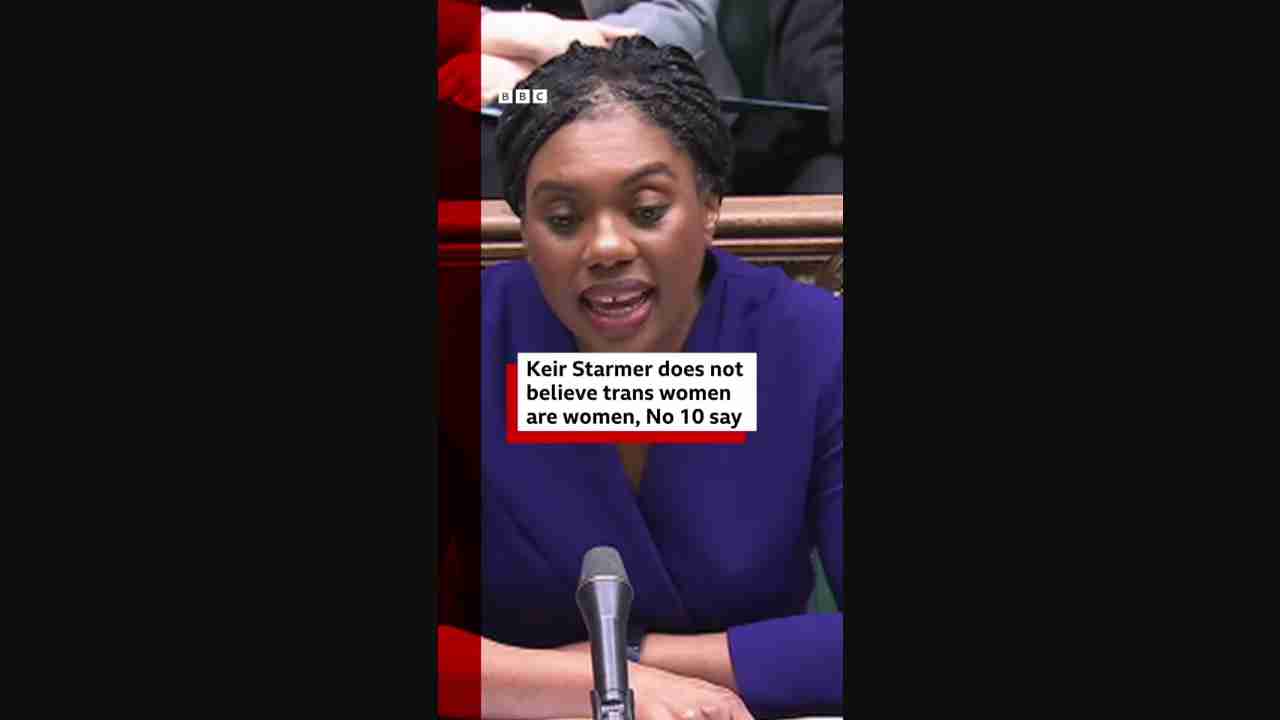 BBC
Keir Starmer does not
believe trans women
are women, No 10 say